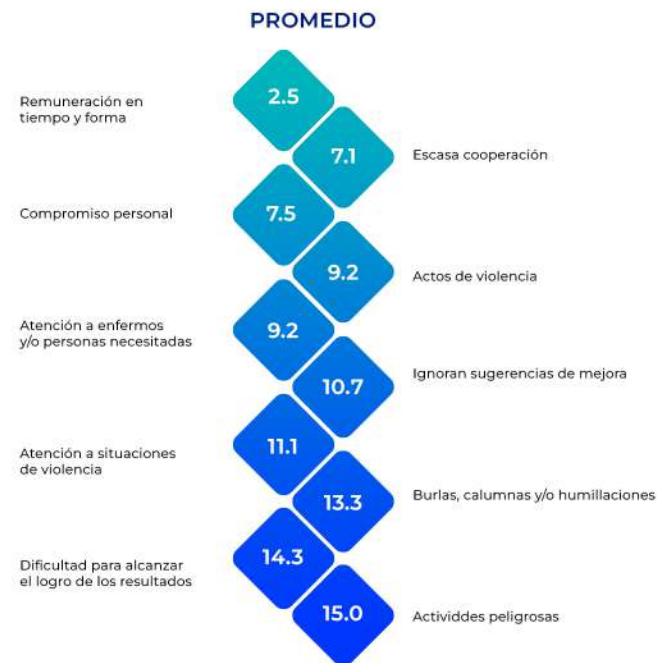 PROMEDIO
Remuneración en
tiempo y forma
2.5
7.1
Escasa cooperación
Compromiso personal
7.5
9.2
Actos de violencia
Atención a enfermos
y/o personas necesitadas
9.2
10.7
Ignoran sugerencias de mejora
Atención a situaciones
de violencia
11.1
13.3
Burlas, calumnas y/o humillaciones
Dificultad para alcanzar
el logro de los resultados
14.3
15.0
Actividdes peligrosas